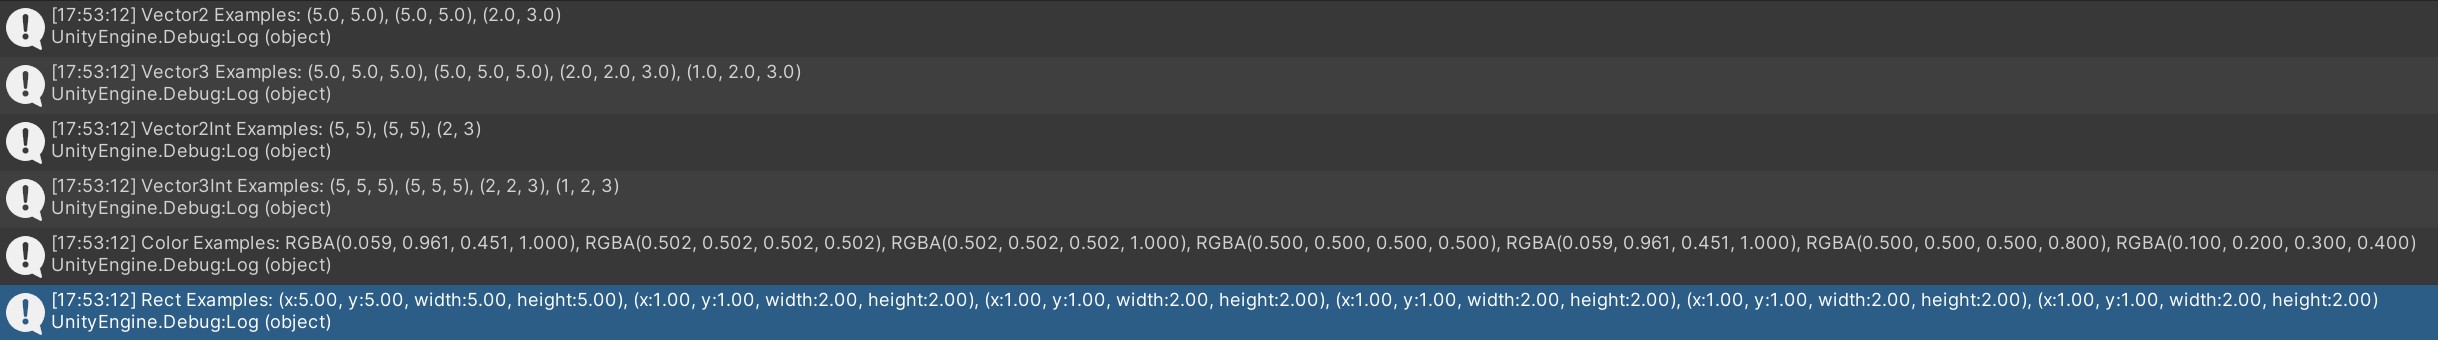 [17:53:12] Vector2 Examples: (5.0, 5.0), (5.0, 5.0), (2.0, 3.0)
UnityEngine.Debug:Log (object)
[17:53:12] Vector3 Examples: (5.0, 5.0, 5.0), (5.0, 5.0, 5.0), (2.0, 2.0, 3.0), (1.0, 2.0, 3.0)
UnityEngine.Debug:Log (object)
[17:53:12] Vector2Int Examples: (5, 5), (5, 5), (2, 3)
UnityEngine.Debug:Log (object)
[17:53:12] Vector3Int Examples: (5, 5, 5), (5, 5, 5), (2, 2, 3), (1, 2, 3)
UnityEngine.Debug:Log (object)
[17:53:12] Color Examples: RGBA(0.059, 0.961, 0.451, 1.000), RGBA(0.502, 0.502, 0.502, 0.502), RGBA(0.502, 0.502, 0.502, 1.000), RGBA(0.500, 0.500, 0.500, 0.500), RGBA(0.059, 0.961, 0.451, 1.000), RGBA(0.500, 0.500, 0.500, 0.800), RGBA(0.100, 0.200, 0.300, 0.400)
UnityEngine.Debug:Log (object)
[17:53:12] Rect Examples: (x:5.00, y:5.00, width:5.00, height:5.00), (x:1.00, y:1.00, width:2.00, height:2.00), (x:1.00, y:1.00, width:2.00, height:2.00), (x:1.00, y:1.00, width:2.00, height:2.00), (x:1.00, y:1.00, width:2.00, height:2.00), (x:1.00, y:1.00, width:2.00, height:2.00)
UnityEngine.Debug:Log (object)